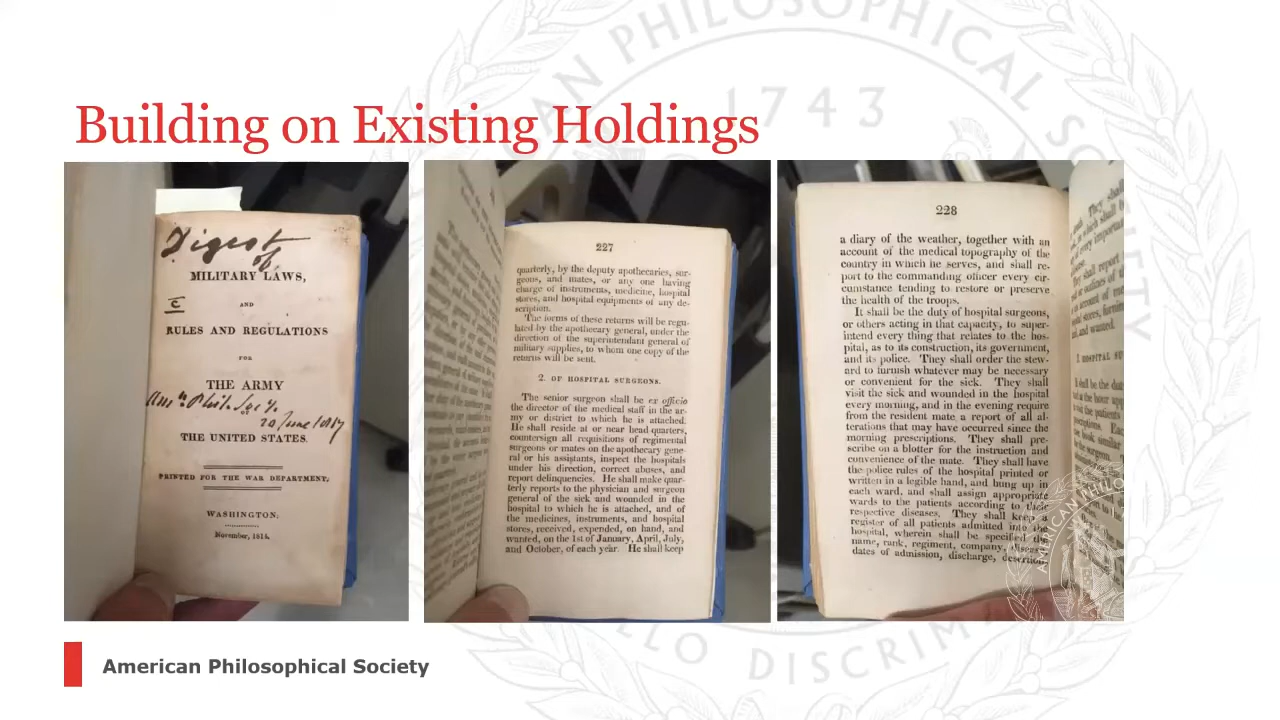 Building on Existing Holdings
AN PHILOSOPHICAL SOCIETY
1743
Digest
of
MILITARY LAWS,
AND
RULES AND REGULATIONS
FOR
THE ARMY
Am. Phil. Socy.
20 June 1817
THE UNITED STATES.
PRINTED FOR THE WAR DEPARTMENT;
WASHINGTON:
November, 1814.
227
quarterly, by the deputy apothecaries, sur-
geons, and mates, or any one having
charge of instruments, medicine, hospital
stores, and hospital equipments of any de-
scription.
The forms of these returns will be regu-
lated by the apothecary general, under the
direction of the superintendant general of
military supplies, to whom one copy of the
returns will be sent.
2. OF HOSPITAL SURGEONS.
The senior surgeon shall be ex officio
the director of the medical staff in the ar-
my or district to which he is attached.
He shall reside at or near head quarters,
countersign all requisitions of regimental
surgeons or mates on the apothecary gene-
ral or his assistants, inspect the hospitals
under his direction, correct abuses, and
report delinquencies. He shall make quar-
terly reports to the physician and surgeon
general of the sick and wounded in the
hospital to which he is attached, and of
the medicines, instruments, and hospital
stores, received, expended, on hand, and
wanted, on the 1st of January, April, July,
and October, of each year. He shall keep
228
a diary of the weather, together with an
account of the medical topography of the
country in which he serves, and shall re-
port to the commanding officer every cir-
cumstance tending to restore or preserve
the health of the troops.
It shall be the duty of hospital surgeons,
or others acting in that capacity, to super-
intend every thing that relates to the hos-
pital, as to its construction, its government,
and its police. They shall order the stew-
ard to furnish whatever may be necessary
or convenient for the sick. They shall
visit the sick and wounded in the hospital
every morning, and in the evening require
from the resident mate a report of all al-
terations that may have occurred since the
morning prescriptions. They shall pre-
scribe on a blotter for the instruction and
convenience of the mate. They shall have
the police rules of the hospital printed or
written in a legible hand, and hung up in
each ward, and shall assign appropriate
wards to the patients according to their
respective diseases. They shall keep a
register of all patients admitted into the
hospital, wherein shall be specified the
name, rank, regiment, company, disease,
dates of admission, discharge, desertion,
LLO DISCRIM
American Philosophical Society